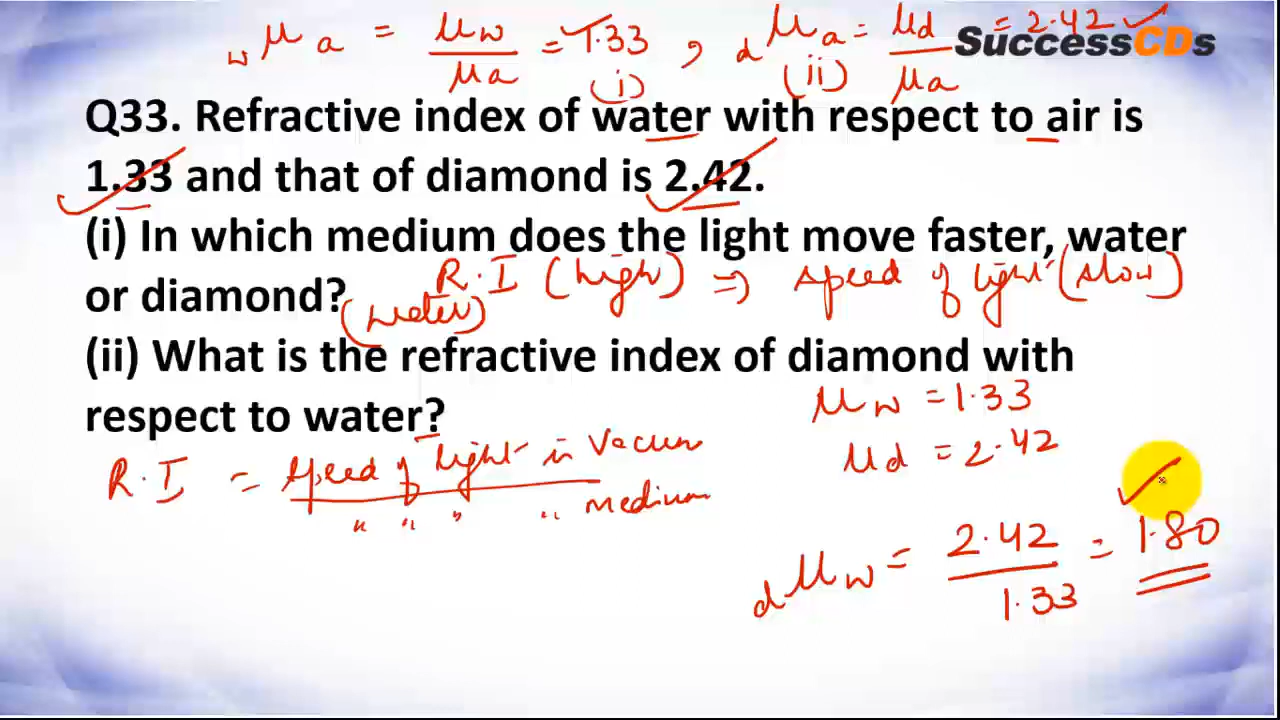 wμa = μw/μa = 1.33 (i) , dμa = μd/μa = 2.42 (ii)
SuccessCDs
Q33. Refractive index of water with respect to air is
1.33 and that of diamond is 2.42.
(i) In which medium does the light move faster, water
or diamond?
R.I (high) ⇒ speed of light (slow)
(water)
(ii) What is the refractive index of diamond with
respect to water?
μw = 1.33
μd = 2.42
R.I = speed of light in vacuum
" " " " medium
dμw = 2.42/1.33 = 1.80